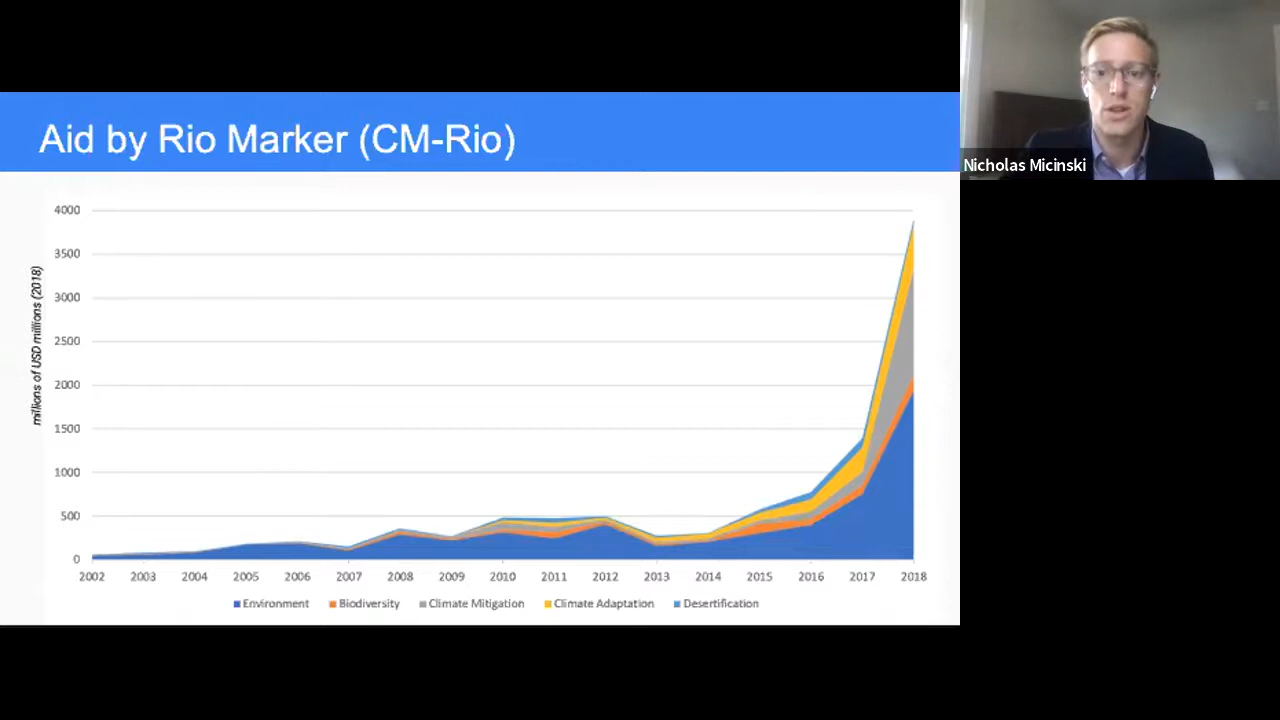 Aid by Rio Marker (CM-Rio)
Nicholas Micinski
millions of USD millions (2018)
4000
3500
3000
2500
2000
1500
1000
500
0
2002 2003 2004 2005 2006 2007 2008 2009 2010 2011 2012 2013 2014 2015 2016 2017 2018
Environment Biodiversity Climate Mitigation Climate Adaptation Desertification